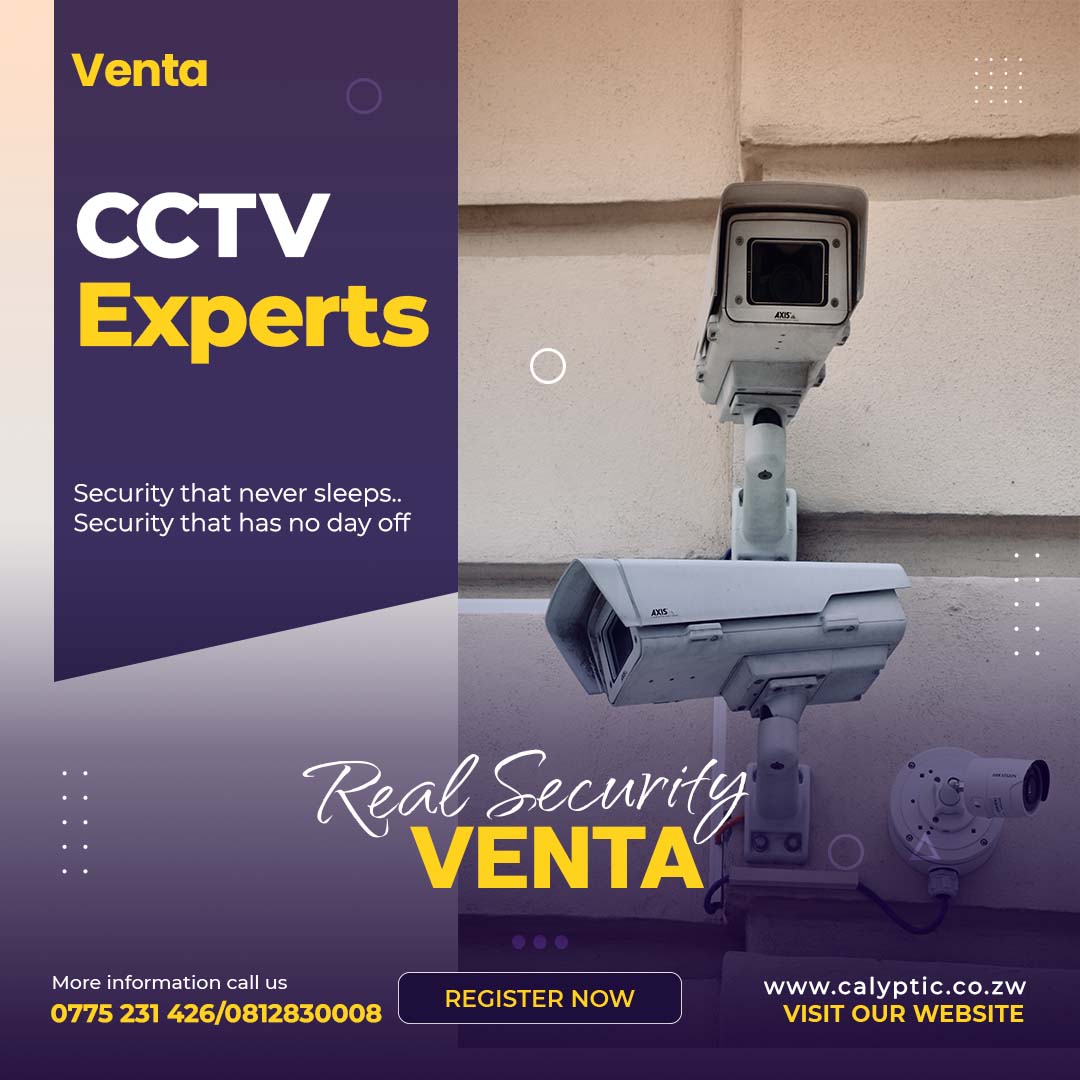 Venta
CCTV
Experts
Security that never sleeps..
Security that has no day off
AXIS
AXIS
Real Security
VENTA
More information call us
0775 231 426/0812830008
REGISTER NOW
www.calyptic.co.zw
VISIT OUR WEBSITE